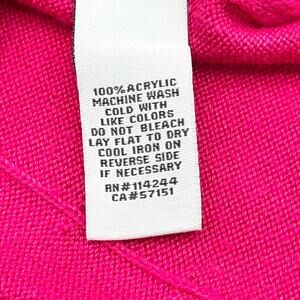 100% ACRYLIC
MACHINE WASH
COLD WITH
LIKE COLORS
DO NOT BLEACH
LAY FLAT TO DRY
COOL IRON ON
REVERSE SIDE
IF NECESSARY
RN#114244
CA#57151